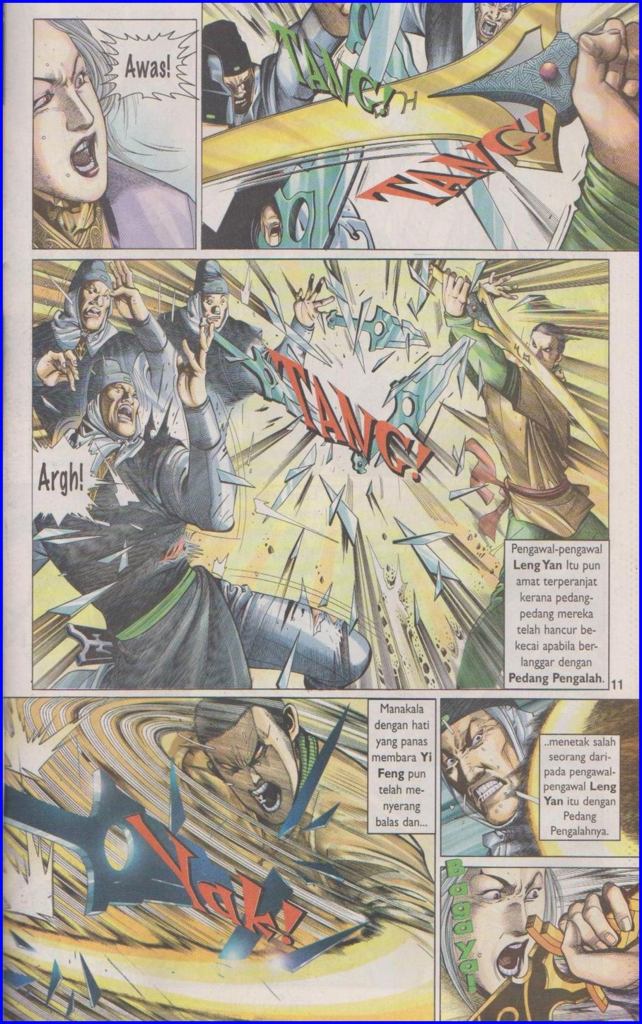 Awas!
TANG!
TANG!
TANG!
Argh!
Pengawal-pengawal
Leng Yan Itu pun
amat terperanjat
kerana pedang-
pedang mereka
telah hancur be-
kecai apabila ber-
langgar dengan
Pedang Pengalah.
11
Manakala
dengan hati
yang panas
membara Yi
Feng pun
telah me-
nyerang
balas dan...
..menetak salah
seorang dari-
pada pengawal-
pengawal Leng
Yan itu dengan
Pedang
Pengalahnya.
Yak!